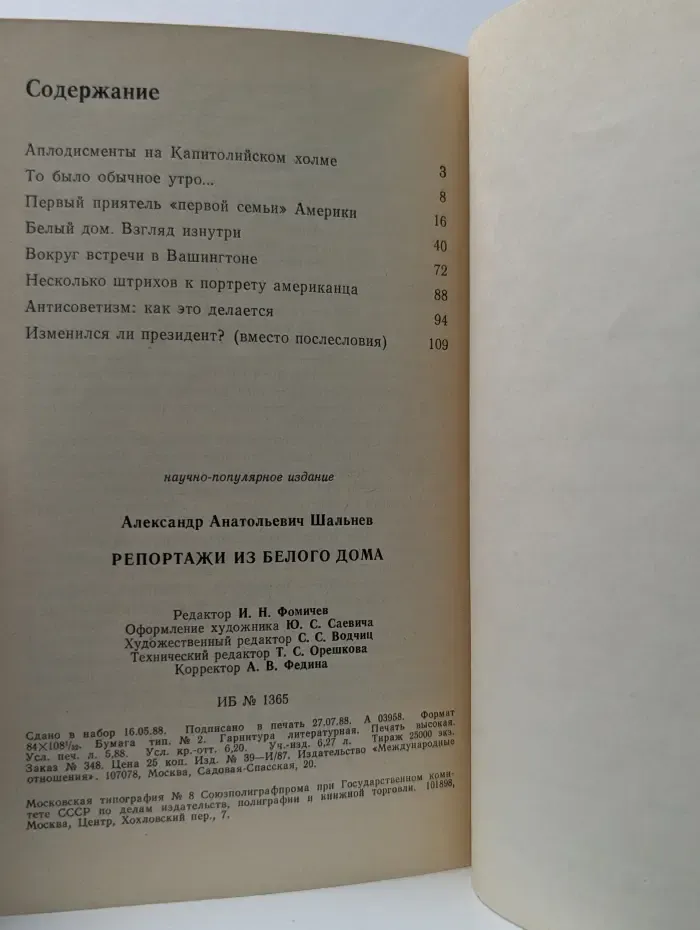 Содержание
Аплодисменты на Капитолийском холме 3
То было обычное утро... 8
Первый приятель «первой семьи» Америки 16
Белый дом. Взгляд изнутри 40
Вокруг встречи в Вашингтоне 72
Несколько штрихов к портрету американца 88
Антисоветизм: как это делается 94
Изменился ли президент? (вместо послесловия) 109
научно-популярное издание
Александр Анатольевич Шальнев
РЕПОРТАЖИ ИЗ БЕЛОГО ДОМА
Редактор И. Н. Фомичев
Оформление художника Ю. С. Саевича
Художественный редактор С. С. Водчиц
Технический редактор Т. С. Орешкова
Корректор А. В. Федина
ИБ № 1365
Сдано в набор 16.05.88. Подписано в печать 27.07.88. А 03958. Формат
84×108¹/₃₂. Бумага тип. № 2. Гарнитура литературная. Печать высокая.
Усл. печ. л. 5,88. Усл. кр.-отт. 6,20. Уч.-изд. 6,27 л. Тираж 25000 экз.
Заказ № 348. Цена 25 коп. Изд. № 39—И/87. Издательство «Международные
отношения». 107078, Москва, Садовая-Спасская, 20.
Московская типография № 8 Союзполиграфпрома при Государственном коми-
тете СССР по делам издательств, полиграфии и книжной торговли. 101898,
Москва, Центр, Хохловский пер., 7.